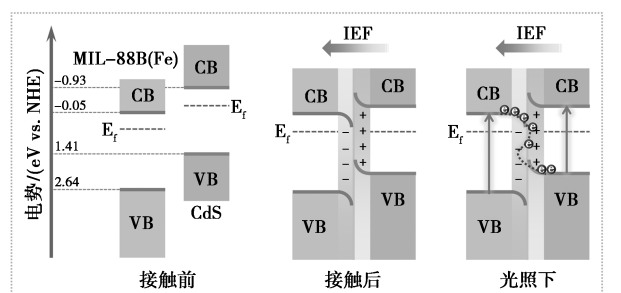 电势/(eV vs. NHE)
MIL-88B(Fe)
-0.93
-0.05
1.41
2.64
CB
CB
E_f
E_f
VB
VB
CdS
接触前
IEF
CB
CB
E_f
- - - -
+ + + +
VB
VB
接触后
IEF
CB
CB
E_f
VB
VB
光照下